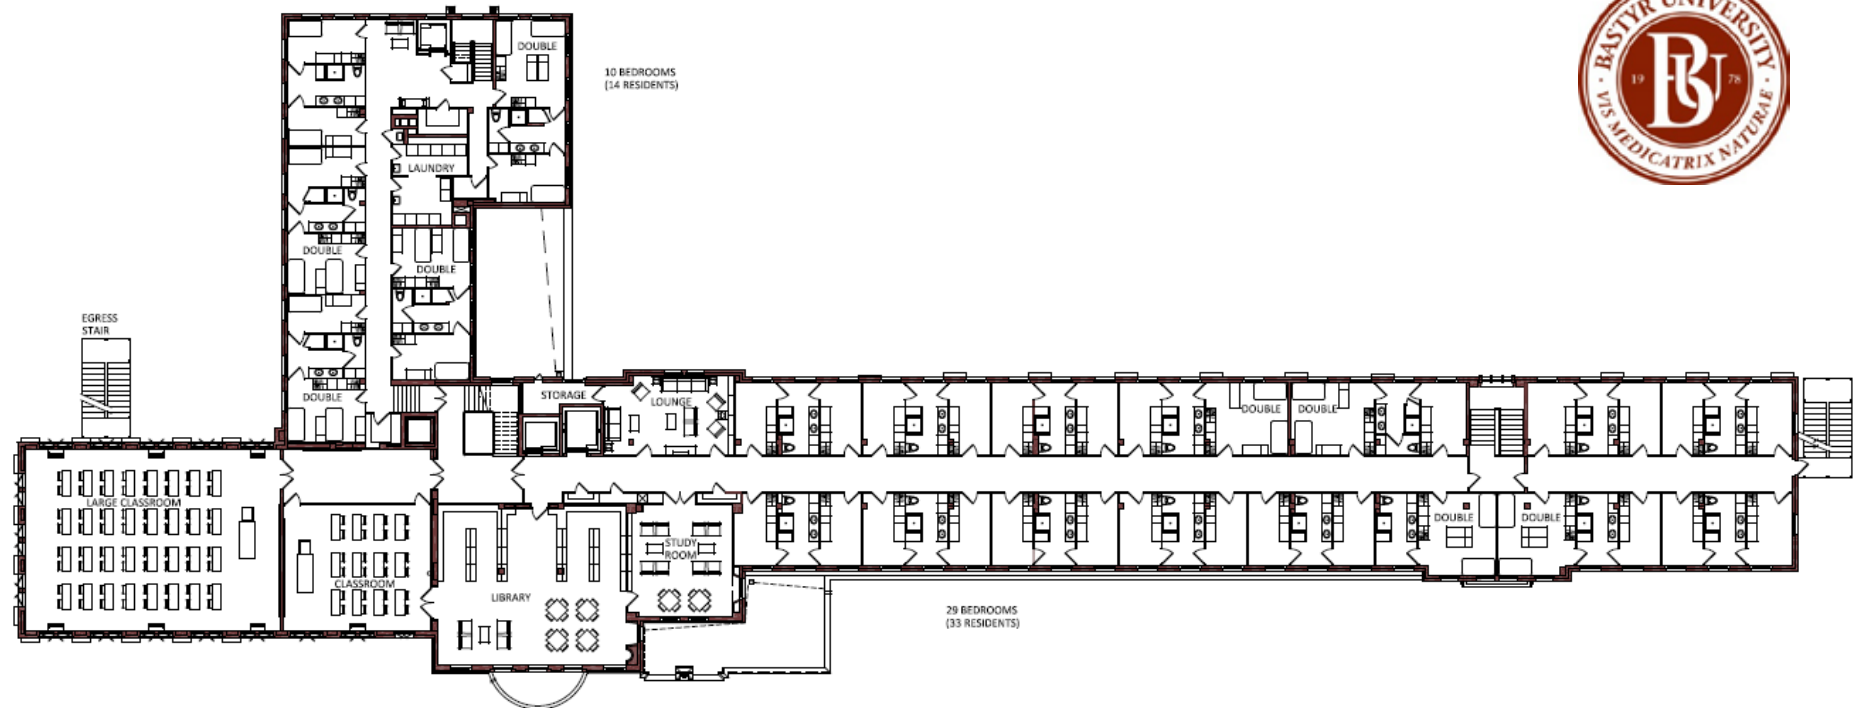 BASTYR UNIVERSITY
19 BU 78
VIS MEDICATRIX NATURAE
DOUBLE
10 BEDROOMS
(14 RESIDENTS)
LAUNDRY
DOUBLE
DOUBLE
EGRESS
STAIR
DOUBLE
STORAGE
LOUNGE
DOUBLE
DOUBLE
LARGE CLASSROOM
CLASSROOM
LIBRARY
STUDY
ROOM
DOUBLE
DOUBLE
29 BEDROOMS
(33 RESIDENTS)